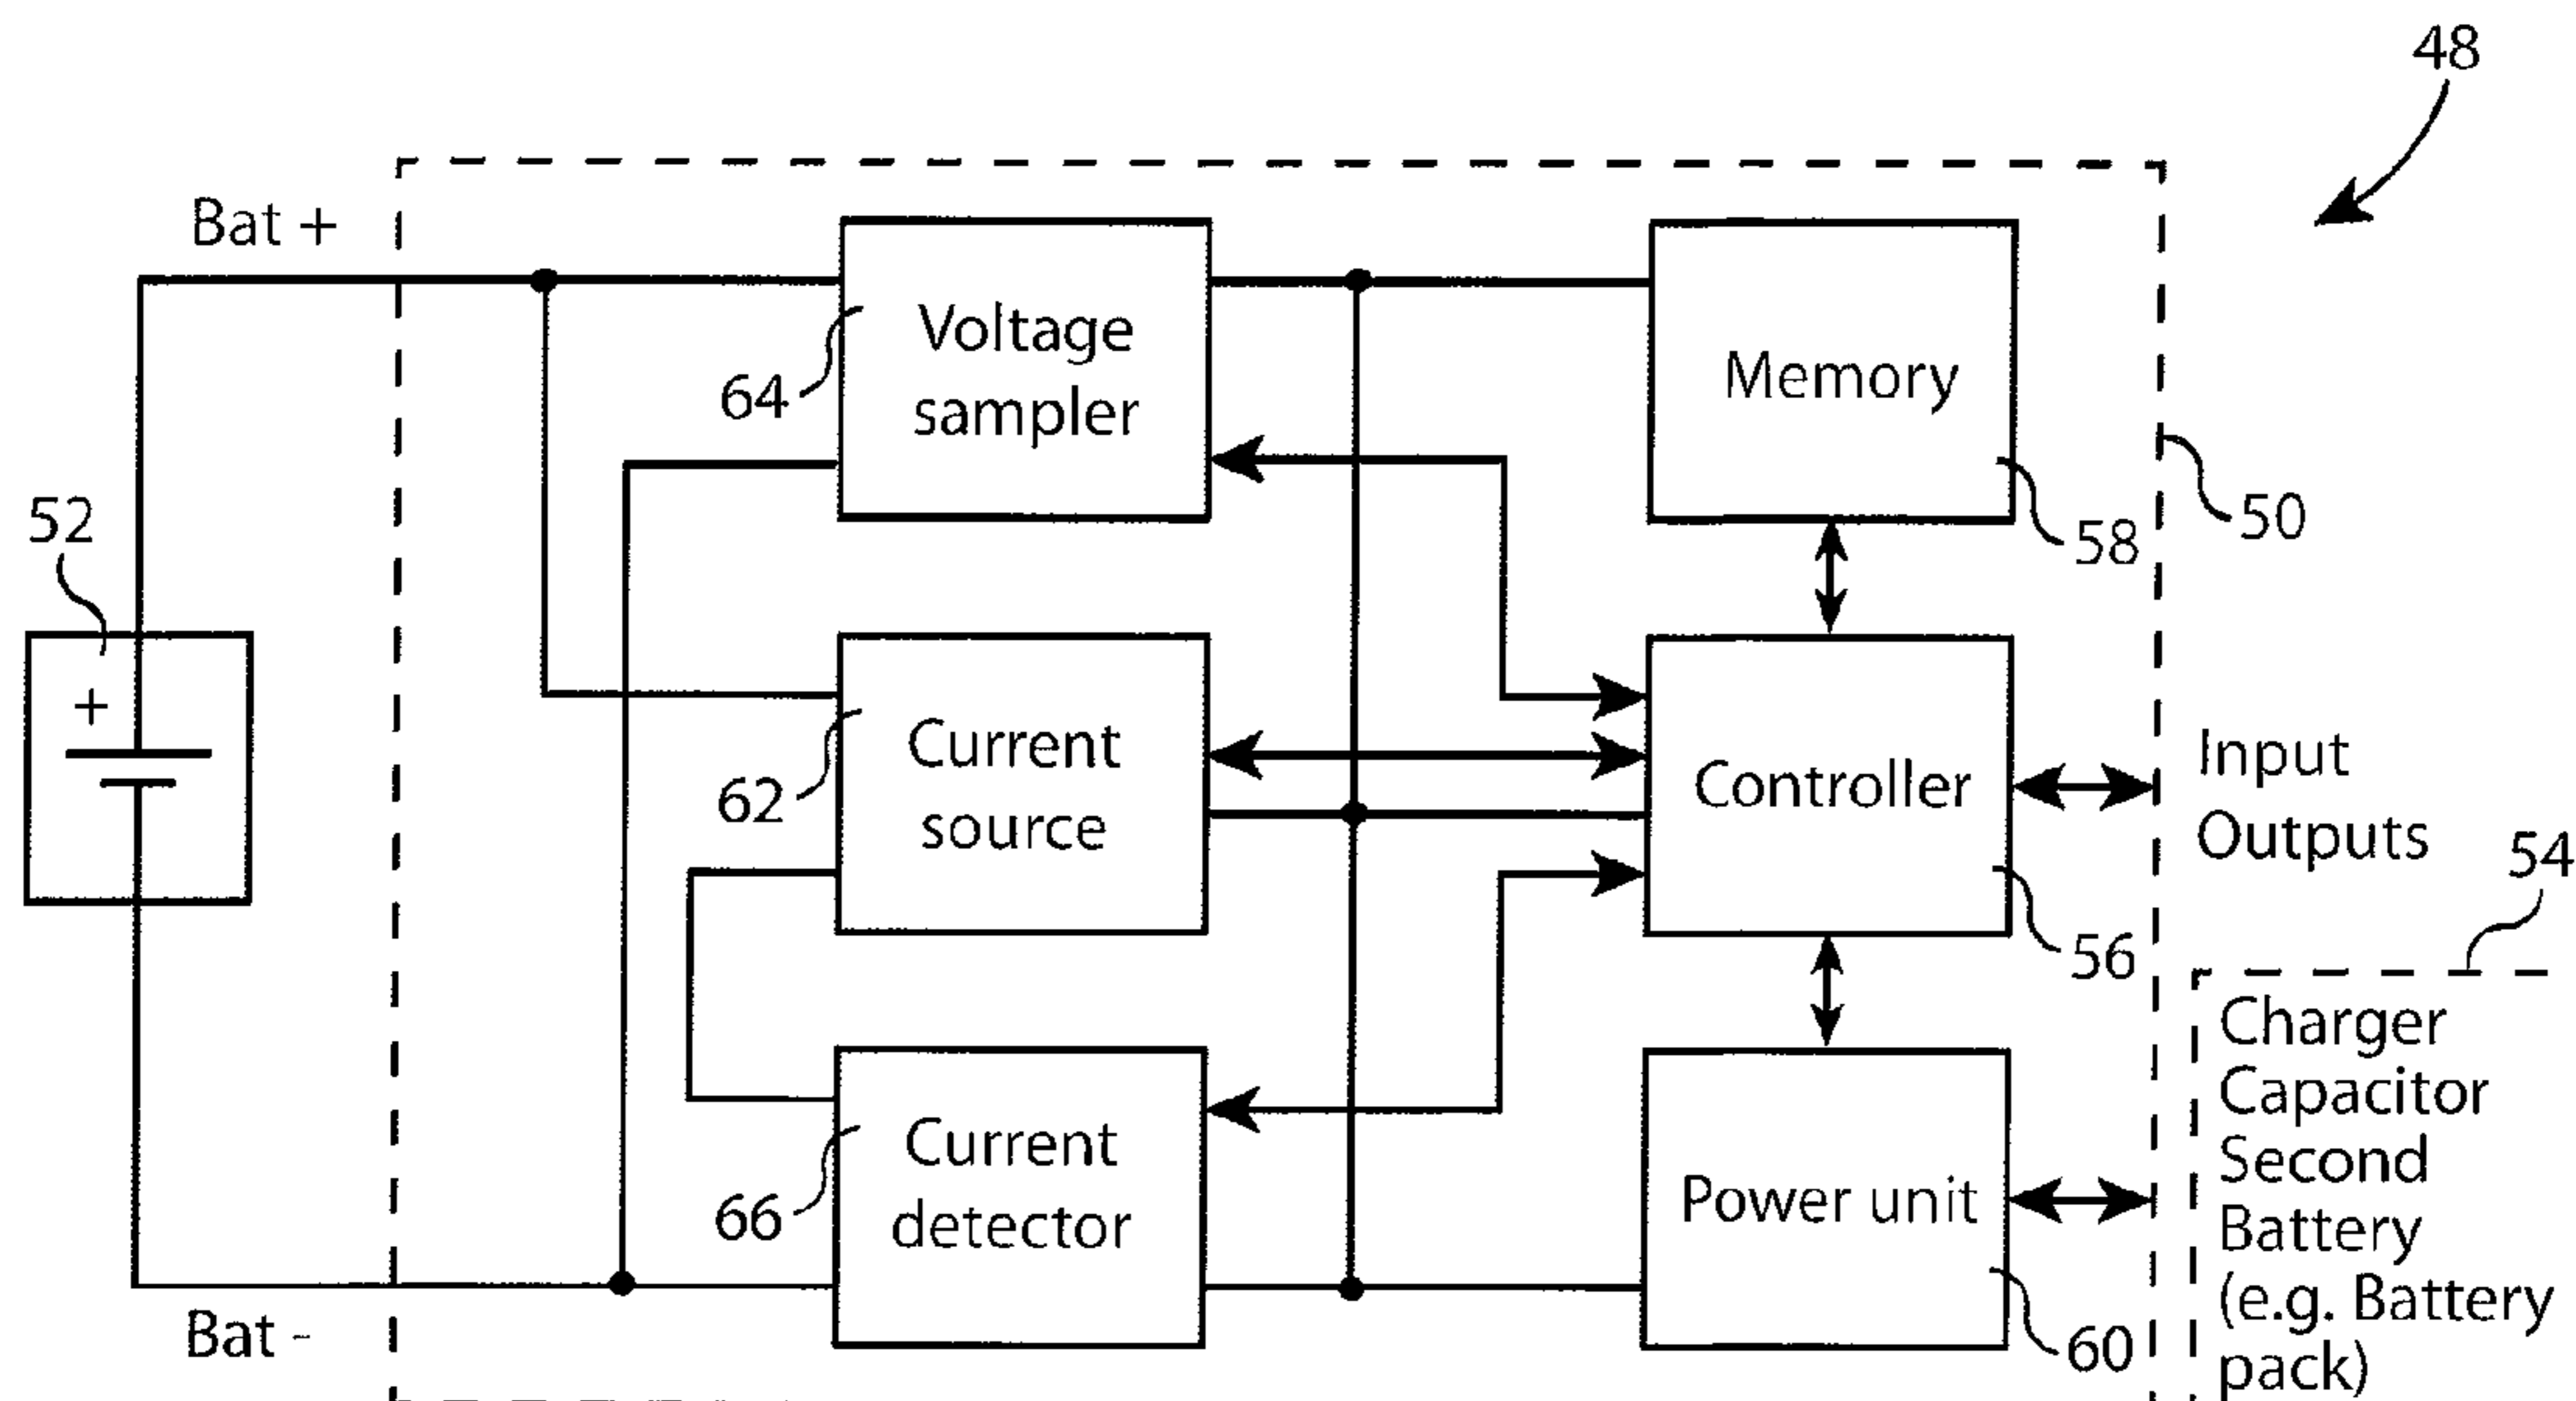 48
Bat +
Voltage
sampler
64
Memory
58
50
52
+
Current
source
62
Controller
56
Input
Outputs
54
Current
detector
66
Power unit
60
Charger
Capacitor
Second
Battery
(e.g. Battery
pack)
Bat -